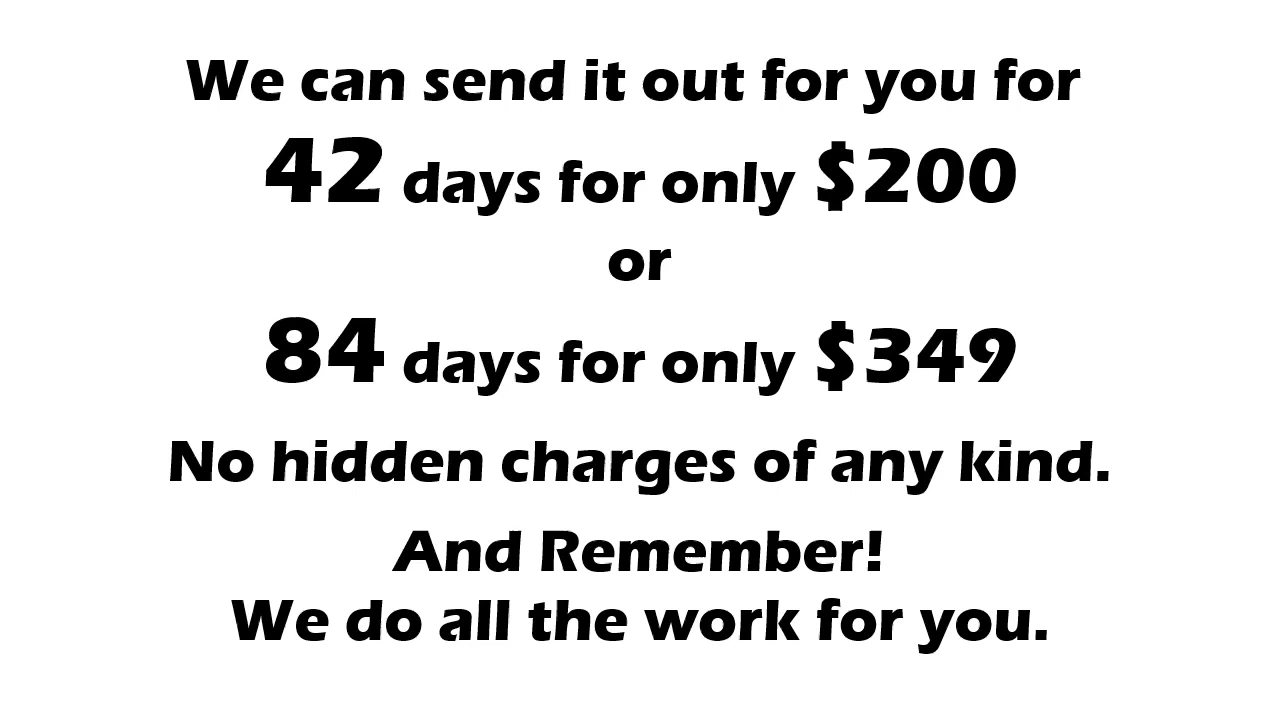 We can send it out for you for
42 days for only $200
or
84 days for only $349
No hidden charges of any kind.
And Remember!
We do all the work for you.